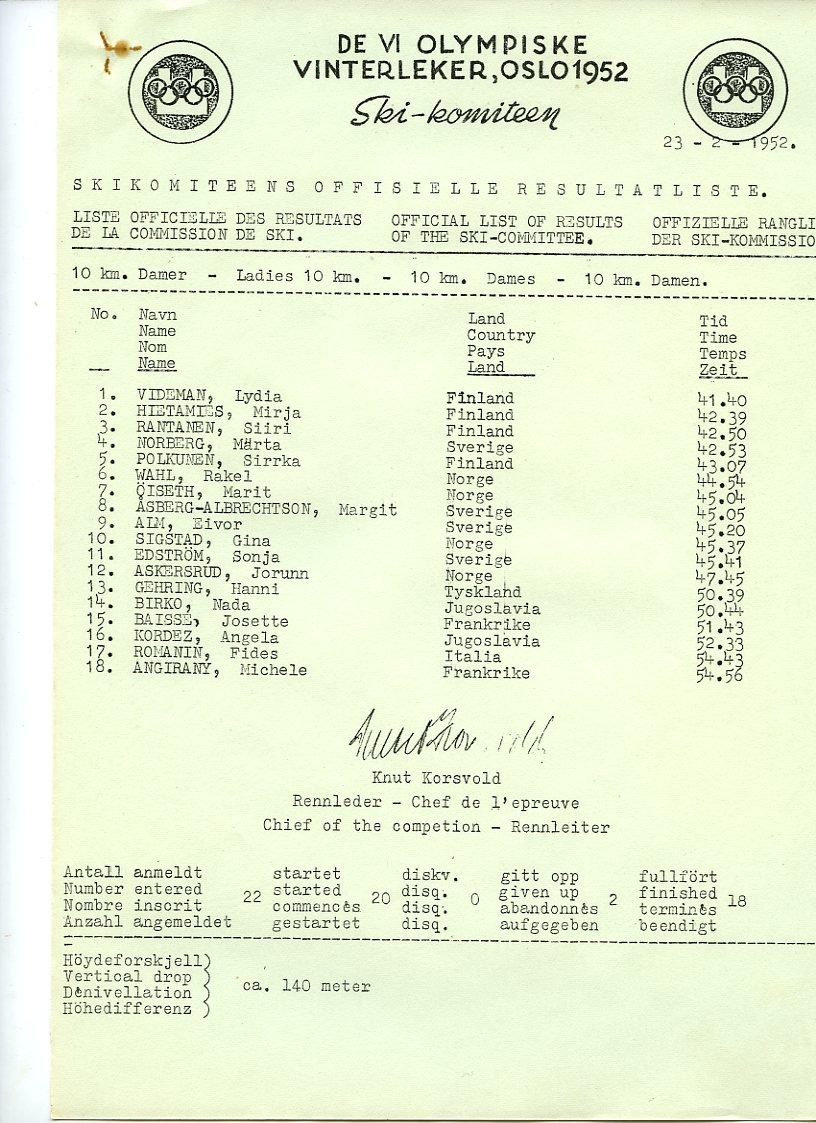 DE VI OLYMPISKE
VINTERLEKER, OSLO 1952
Ski-komiteen
23 - 2 - 1952.
SKIKOMITEENS OFFISIELLE RESULTATLISTE.
LISTE OFFICIELLE DES RESULTATS OFFICIAL LIST OF RESULTS OFFIZIELLE RANGLI
DE LA COMMISSION DE SKI. OF THE SKI-COMMITTEE. DER SKI-KOMMISSIO
10 km. Damer - Ladies 10 km. - 10 km. Dames - 10 km. Damen.
No. Navn Land Tid
Name Country Time
Nom Pays Temps
Name Land Zeit
1. VIDEMAN, Lydia Finland 41.40
2. HIETAMIES, Mirja Finland 42.39
3. RANTANEN, Siiri Finland 42.50
4. NORBERG, Märta Sverige 42.53
5. POLKUNEN, Sirrka Finland 43.07
6. WAHL, Rakel Norge 44.54
7. ÖISETH, Marit Norge 45.04
8. ÅSBERG-ALBRECHTSON, Margit Sverige 45.05
9. ALM, Eivor Sverige 45.20
10. SIGSTAD, Gina Norge 45.37
11. EDSTRÖM, Sonja Sverige 45.41
12. ASKERSRUD, Jorunn Norge 47.45
13. GEHRING, Hanni Tyskland 50.39
14. BIRKO, Nada Jugoslavia 50.44
15. BAISSE, Josette Frankrike 51.43
16. KORDEZ, Angela Jugoslavia 52.33
17. ROMANIN, Fides Italia 54.43
18. ANGIRANY, Michele Frankrike 54.56
Knut Korsvold
Rennleder - Chef de l'epreuve
Chief of the competion - Rennleiter
Antall anmeldt startet diskv. gitt opp fullfört
Number entered 22 started 20 disq. 0 given up 2 finished 18
Nombre inscrit commencès disq. abandonnès terminès
Anzahl angemeldet gestartet disq. aufgegeben beendigt
Höydeforskjell)
Vertical drop )
Dènivellation ) ca. 140 meter
Höhedifferenz )